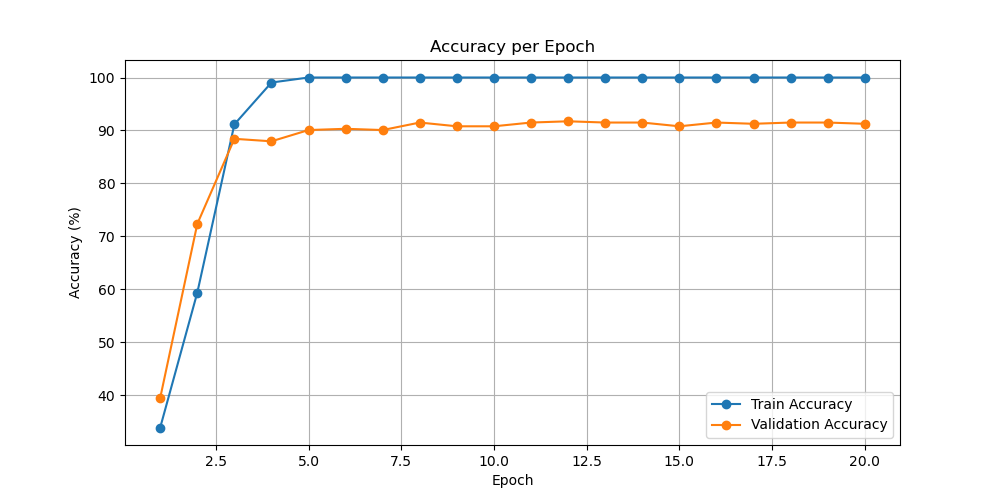 Accuracy per Epoch
Accuracy (%)
100
90
80
70
60
50
40
2.5 5.0 7.5 10.0 12.5 15.0 17.5 20.0
Epoch
Train Accuracy
Validation Accuracy